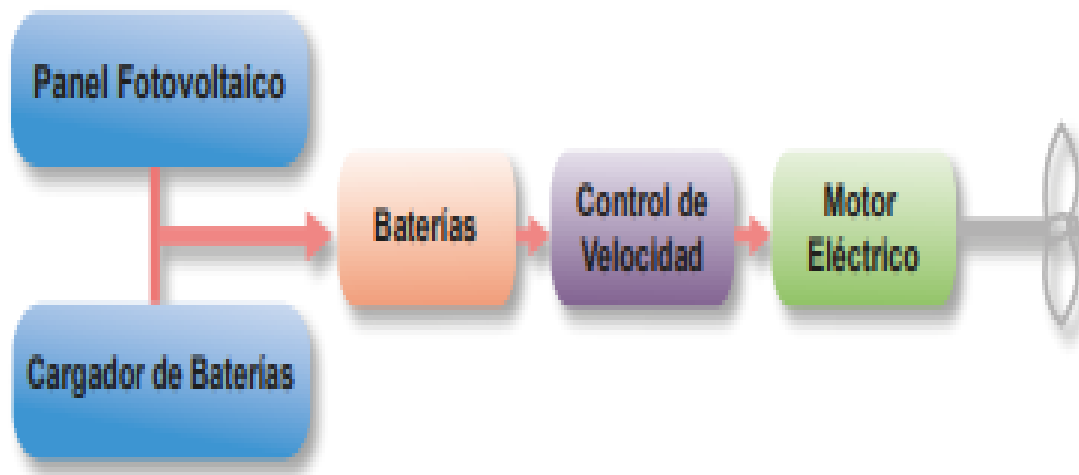 Panel Fotovoltaico
Cargador de Baterías
Baterías
Control de
Velocidad
Motor
Eléctrico